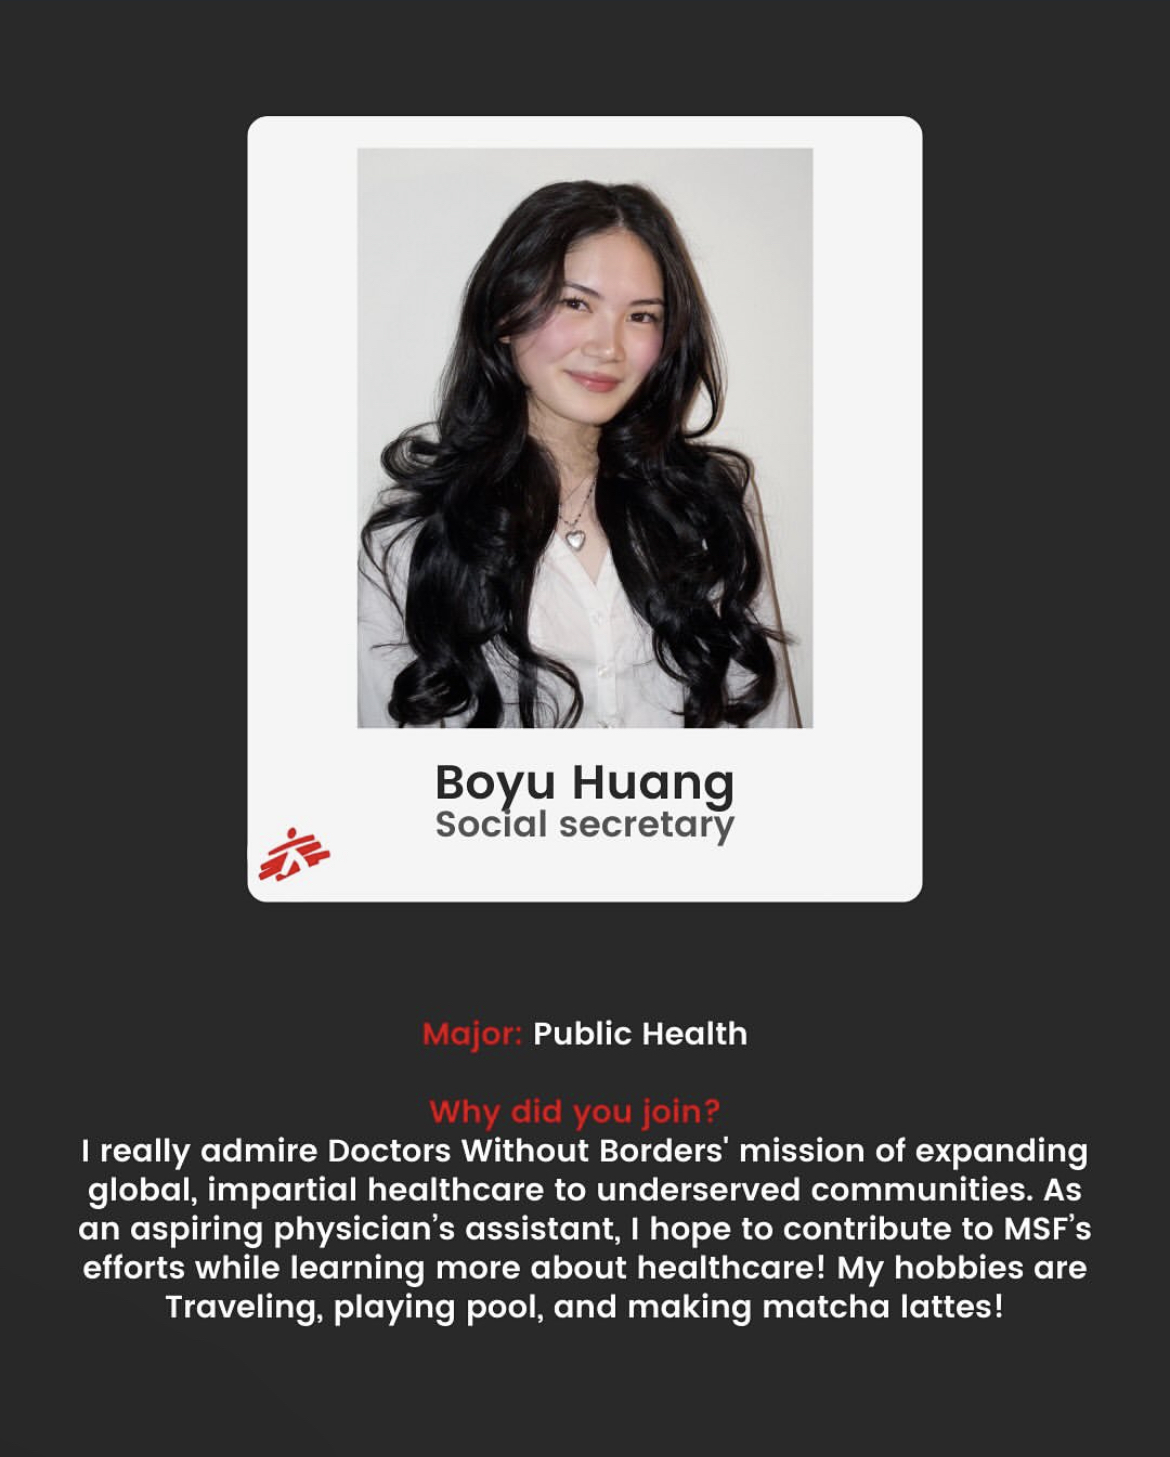 Boyu Huang
Social secretary
Major: Public Health
Why did you join?
I really admire Doctors Without Borders' mission of expanding
global, impartial healthcare to underserved communities. As
an aspiring physician’s assistant, I hope to contribute to MSF’s
efforts while learning more about healthcare! My hobbies are
Traveling, playing pool, and making matcha lattes!